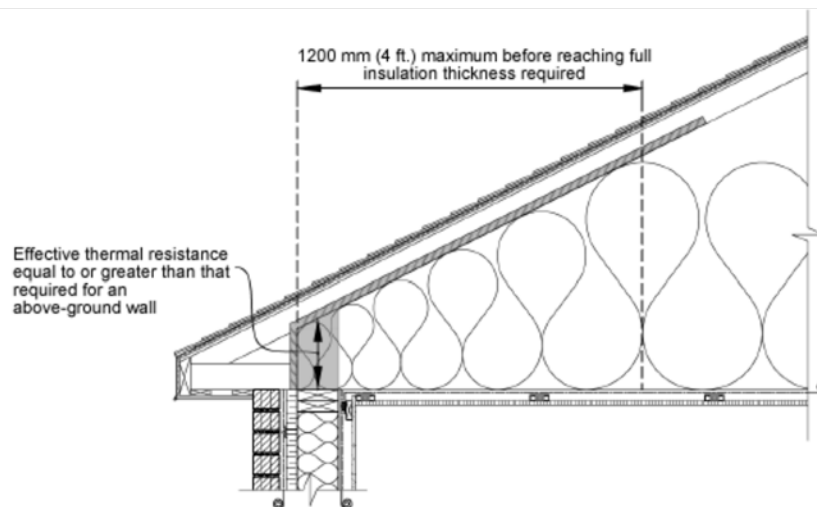 1200 mm (4 ft.) maximum before reaching full
insulation thickness required
Effective thermal resistance
equal to or greater than that
required for an
above-ground wall